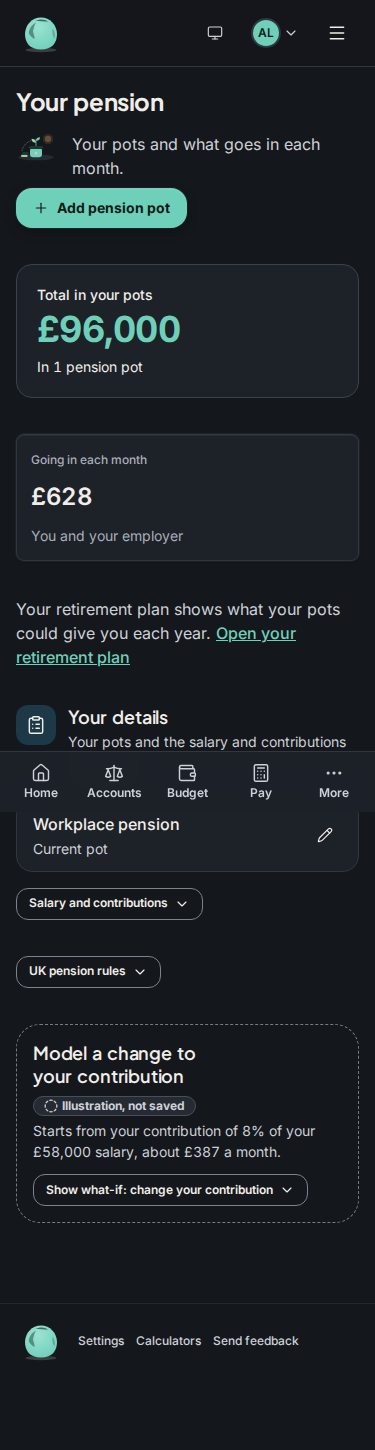 AL
Your pension
Your pots and what goes in each
month.
Add pension pot
Total in your pots
£96,000
In 1 pension pot
Going in each month
£628
You and your employer
Your retirement plan shows what your pots
could give you each year. Open your
retirement plan
Your details
Your pots and the salary and contributions
Home
Accounts
Budget
Pay
More
Workplace pension
Current pot
Salary and contributions
UK pension rules
Model a change to
your contribution
Illustration, not saved
Starts from your contribution of 8% of your
£58,000 salary, about £387 a month.
Show what-if: change your contribution
Settings
Calculators
Send feedback